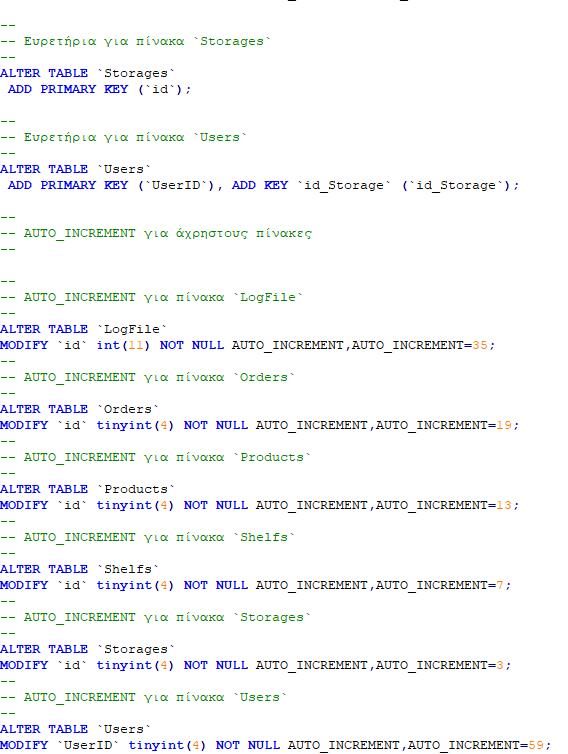 --
-- Ευρετήρια για πίνακα `Storages`
--
ALTER TABLE `Storages`
 ADD PRIMARY KEY (`id`);
--
-- Ευρετήρια για πίνακα `Users`
--
ALTER TABLE `Users`
 ADD PRIMARY KEY (`UserID`), ADD KEY `id_Storage` (`id_Storage`);
--
-- AUTO_INCREMENT για άχρηστους πίνακες
--
--
-- AUTO_INCREMENT για πίνακα `LogFile`
--
ALTER TABLE `LogFile`
MODIFY `id` int(11) NOT NULL AUTO_INCREMENT,AUTO_INCREMENT=35;
--
-- AUTO_INCREMENT για πίνακα `Orders`
--
ALTER TABLE `Orders`
MODIFY `id` tinyint(4) NOT NULL AUTO_INCREMENT,AUTO_INCREMENT=19;
--
-- AUTO_INCREMENT για πίνακα `Products`
--
ALTER TABLE `Products`
MODIFY `id` tinyint(4) NOT NULL AUTO_INCREMENT,AUTO_INCREMENT=13;
--
-- AUTO_INCREMENT για πίνακα `Shelfs`
--
ALTER TABLE `Shelfs`
MODIFY `id` tinyint(4) NOT NULL AUTO_INCREMENT,AUTO_INCREMENT=7;
--
-- AUTO_INCREMENT για πίνακα `Storages`
--
ALTER TABLE `Storages`
MODIFY `id` tinyint(4) NOT NULL AUTO_INCREMENT,AUTO_INCREMENT=3;
--
-- AUTO_INCREMENT για πίνακα `Users`
--
ALTER TABLE `Users`
MODIFY `UserID` tinyint(4) NOT NULL AUTO_INCREMENT,AUTO_INCREMENT=59;